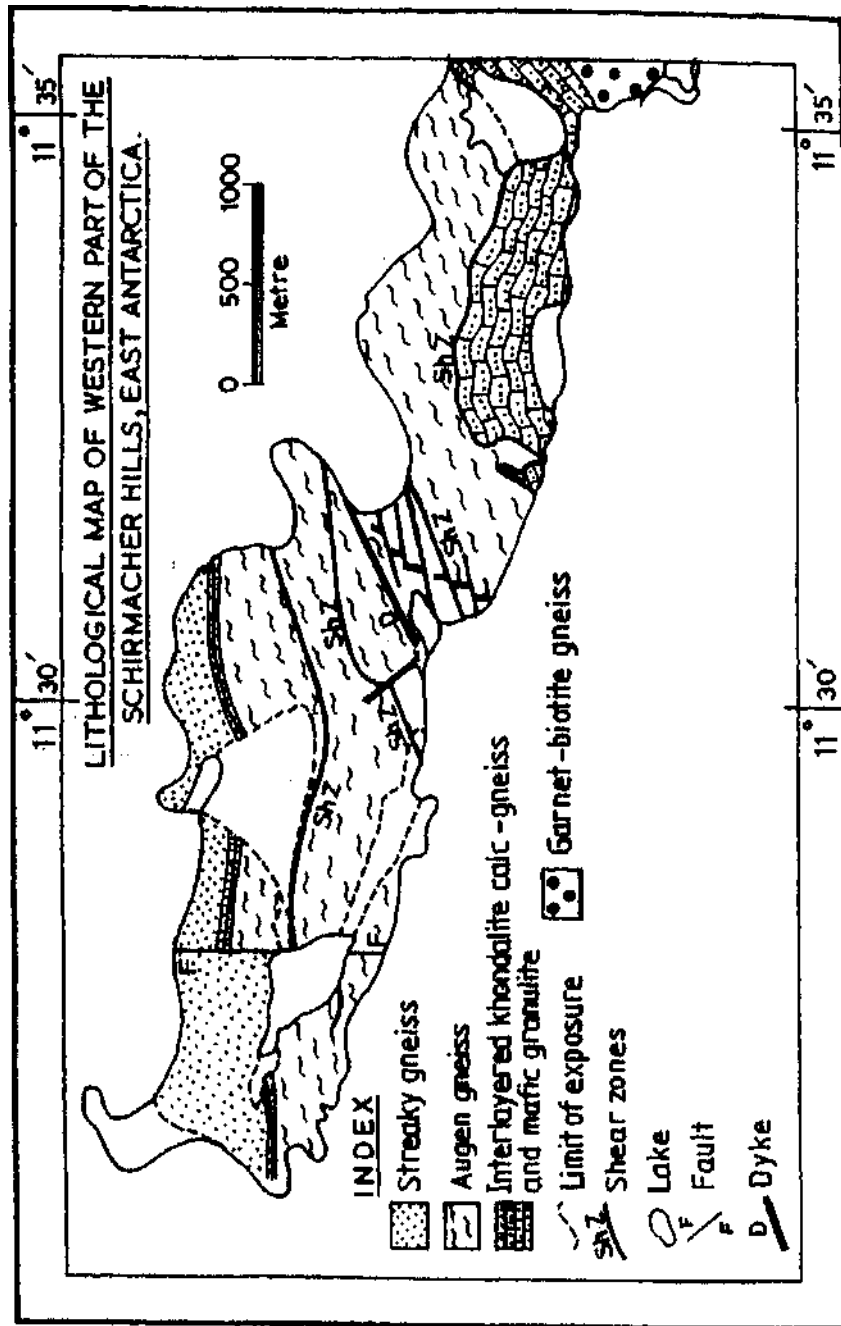 LITHOLOGICAL MAP OF WESTERN PART OF THE
SCHIRMACHER HILLS, EAST ANTARCTICA.
11° 30′
11° 35′
0 500 1000
Metre
F
F
ShZ
ShZ
ShZ
D
ShZ
ShZ
INDEX
Streaky gneiss
Augen gneiss
Interlayered khondalite calc-gneiss
and mafic granulite
Garnet-biotite gneiss
Limit of exposure
ShZ
Shear zones
Lake
F
F
Fault
D
Dyke
11° 30′
11° 35′